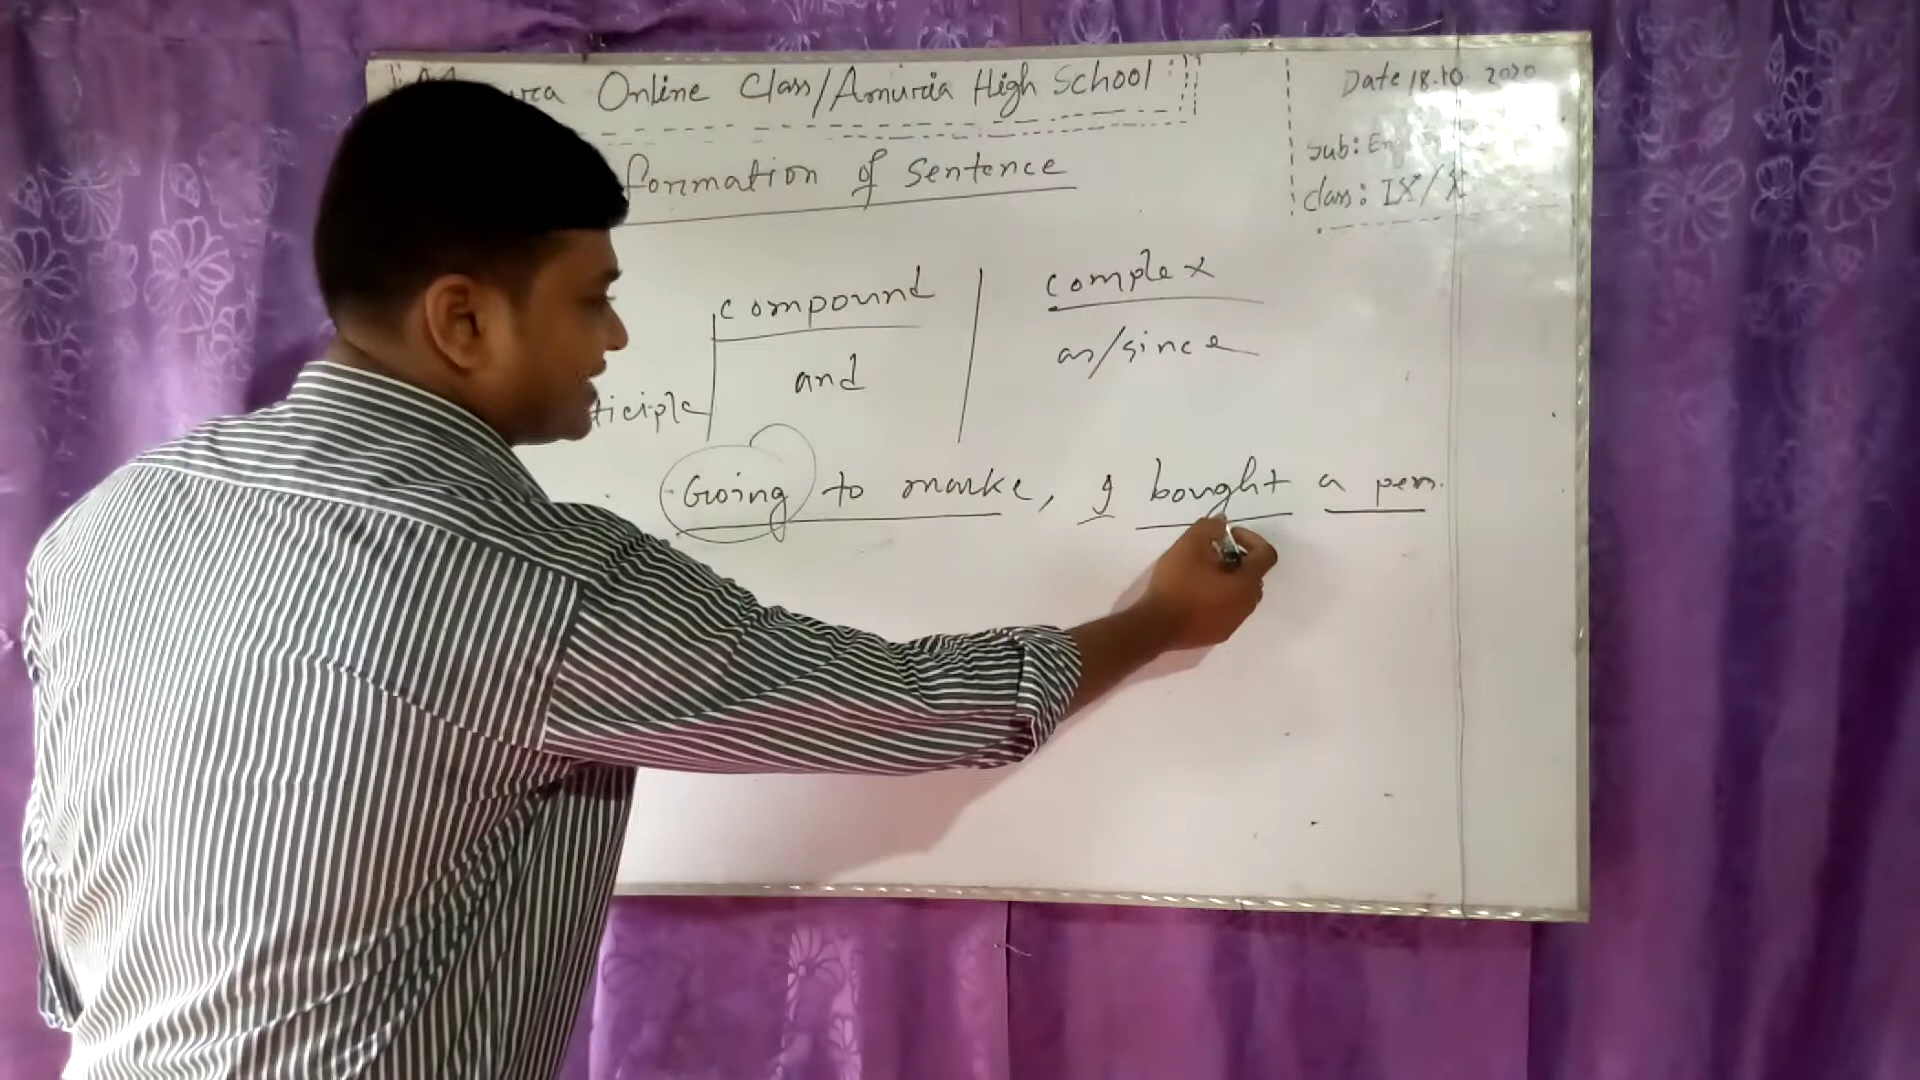 Online Class/Amuria High School
Date 18.10 2020
Sub: En
Class: IX/X
formation of Sentence
compound
complex
and
as/since
ticiple
Going to marke, I bought a pen.